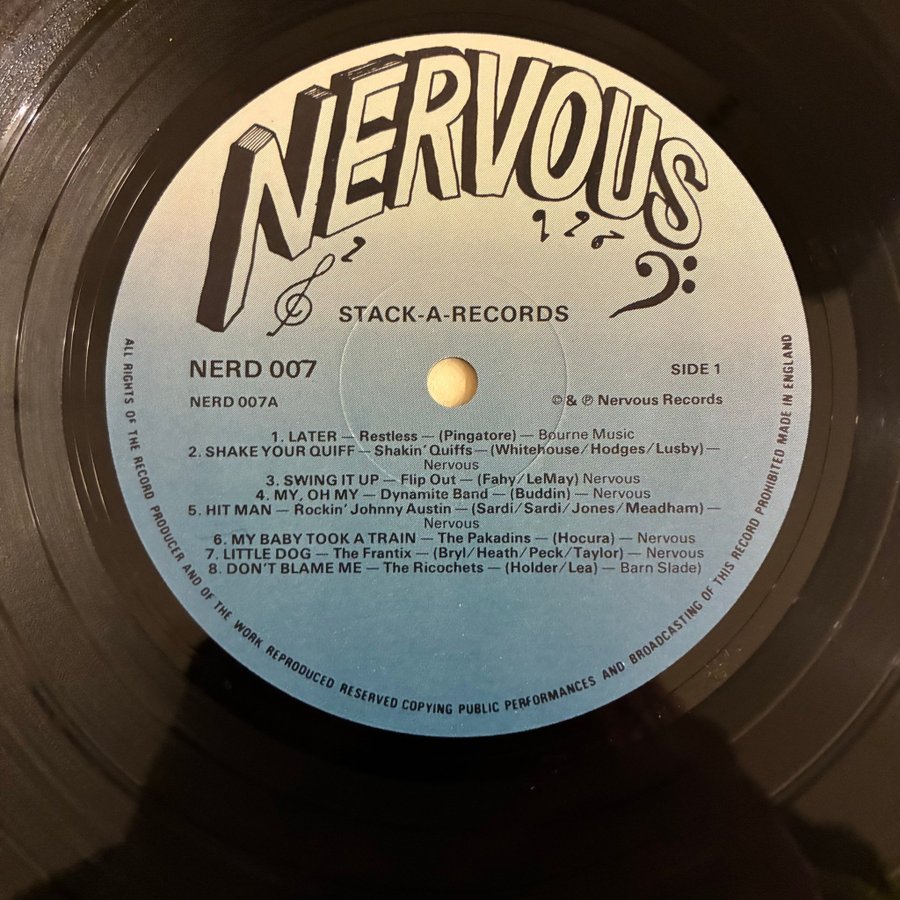 NERVOUS
STACK-A-RECORDS
NERD 007
SIDE 1
NERD 007A
© & ℗ Nervous Records
1. LATER — Restless — (Pingatore) — Bourne Music
2. SHAKE YOUR QUIFF — Shakin' Quiffs — (Whitehouse/Hodges/Lusby) —
Nervous
3. SWING IT UP — Flip Out — (Fahy/LeMay) Nervous
4. MY, OH MY — Dynamite Band — (Buddin) — Nervous
5. HIT MAN — Rockin' Johnny Austin — (Sardi/Sardi/Jones/Meadham) —
Nervous
6. MY BABY TOOK A TRAIN — The Pakadins — (Hocura) — Nervous
7. LITTLE DOG — The Frantix — (Bryl/Heath/Peck/Taylor) — Nervous
8. DON'T BLAME ME — The Ricochets — (Holder/Lea) — Barn Slade)
ALL RIGHTS OF THE RECORD PRODUCER AND OF THE WORK REPRODUCED RESERVED COPYING PUBLIC PERFORMANCES AND BROADCASTING OF THIS RECORD PROHIBITED MADE IN ENGLAND